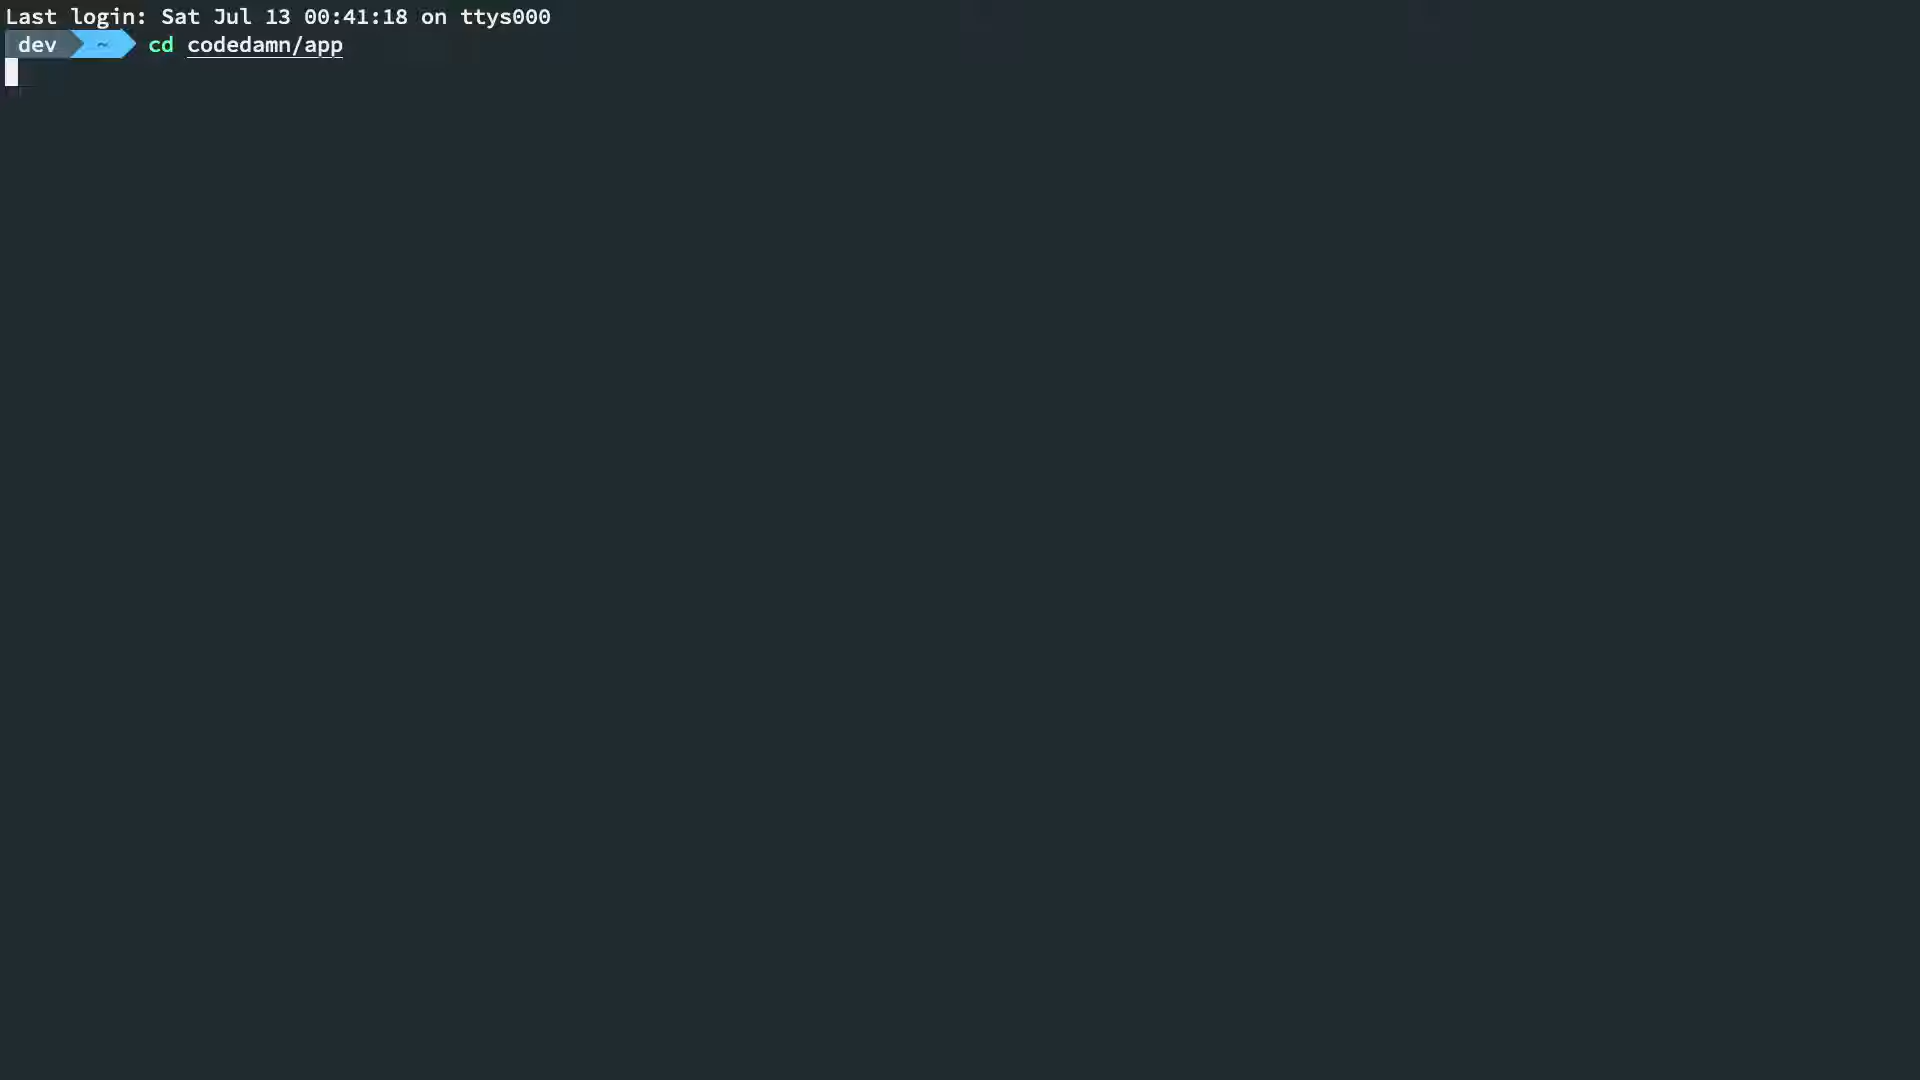 Last login: Sat Jul 13 00:41:18 on ttys000
dev ~ cd codedamn/app